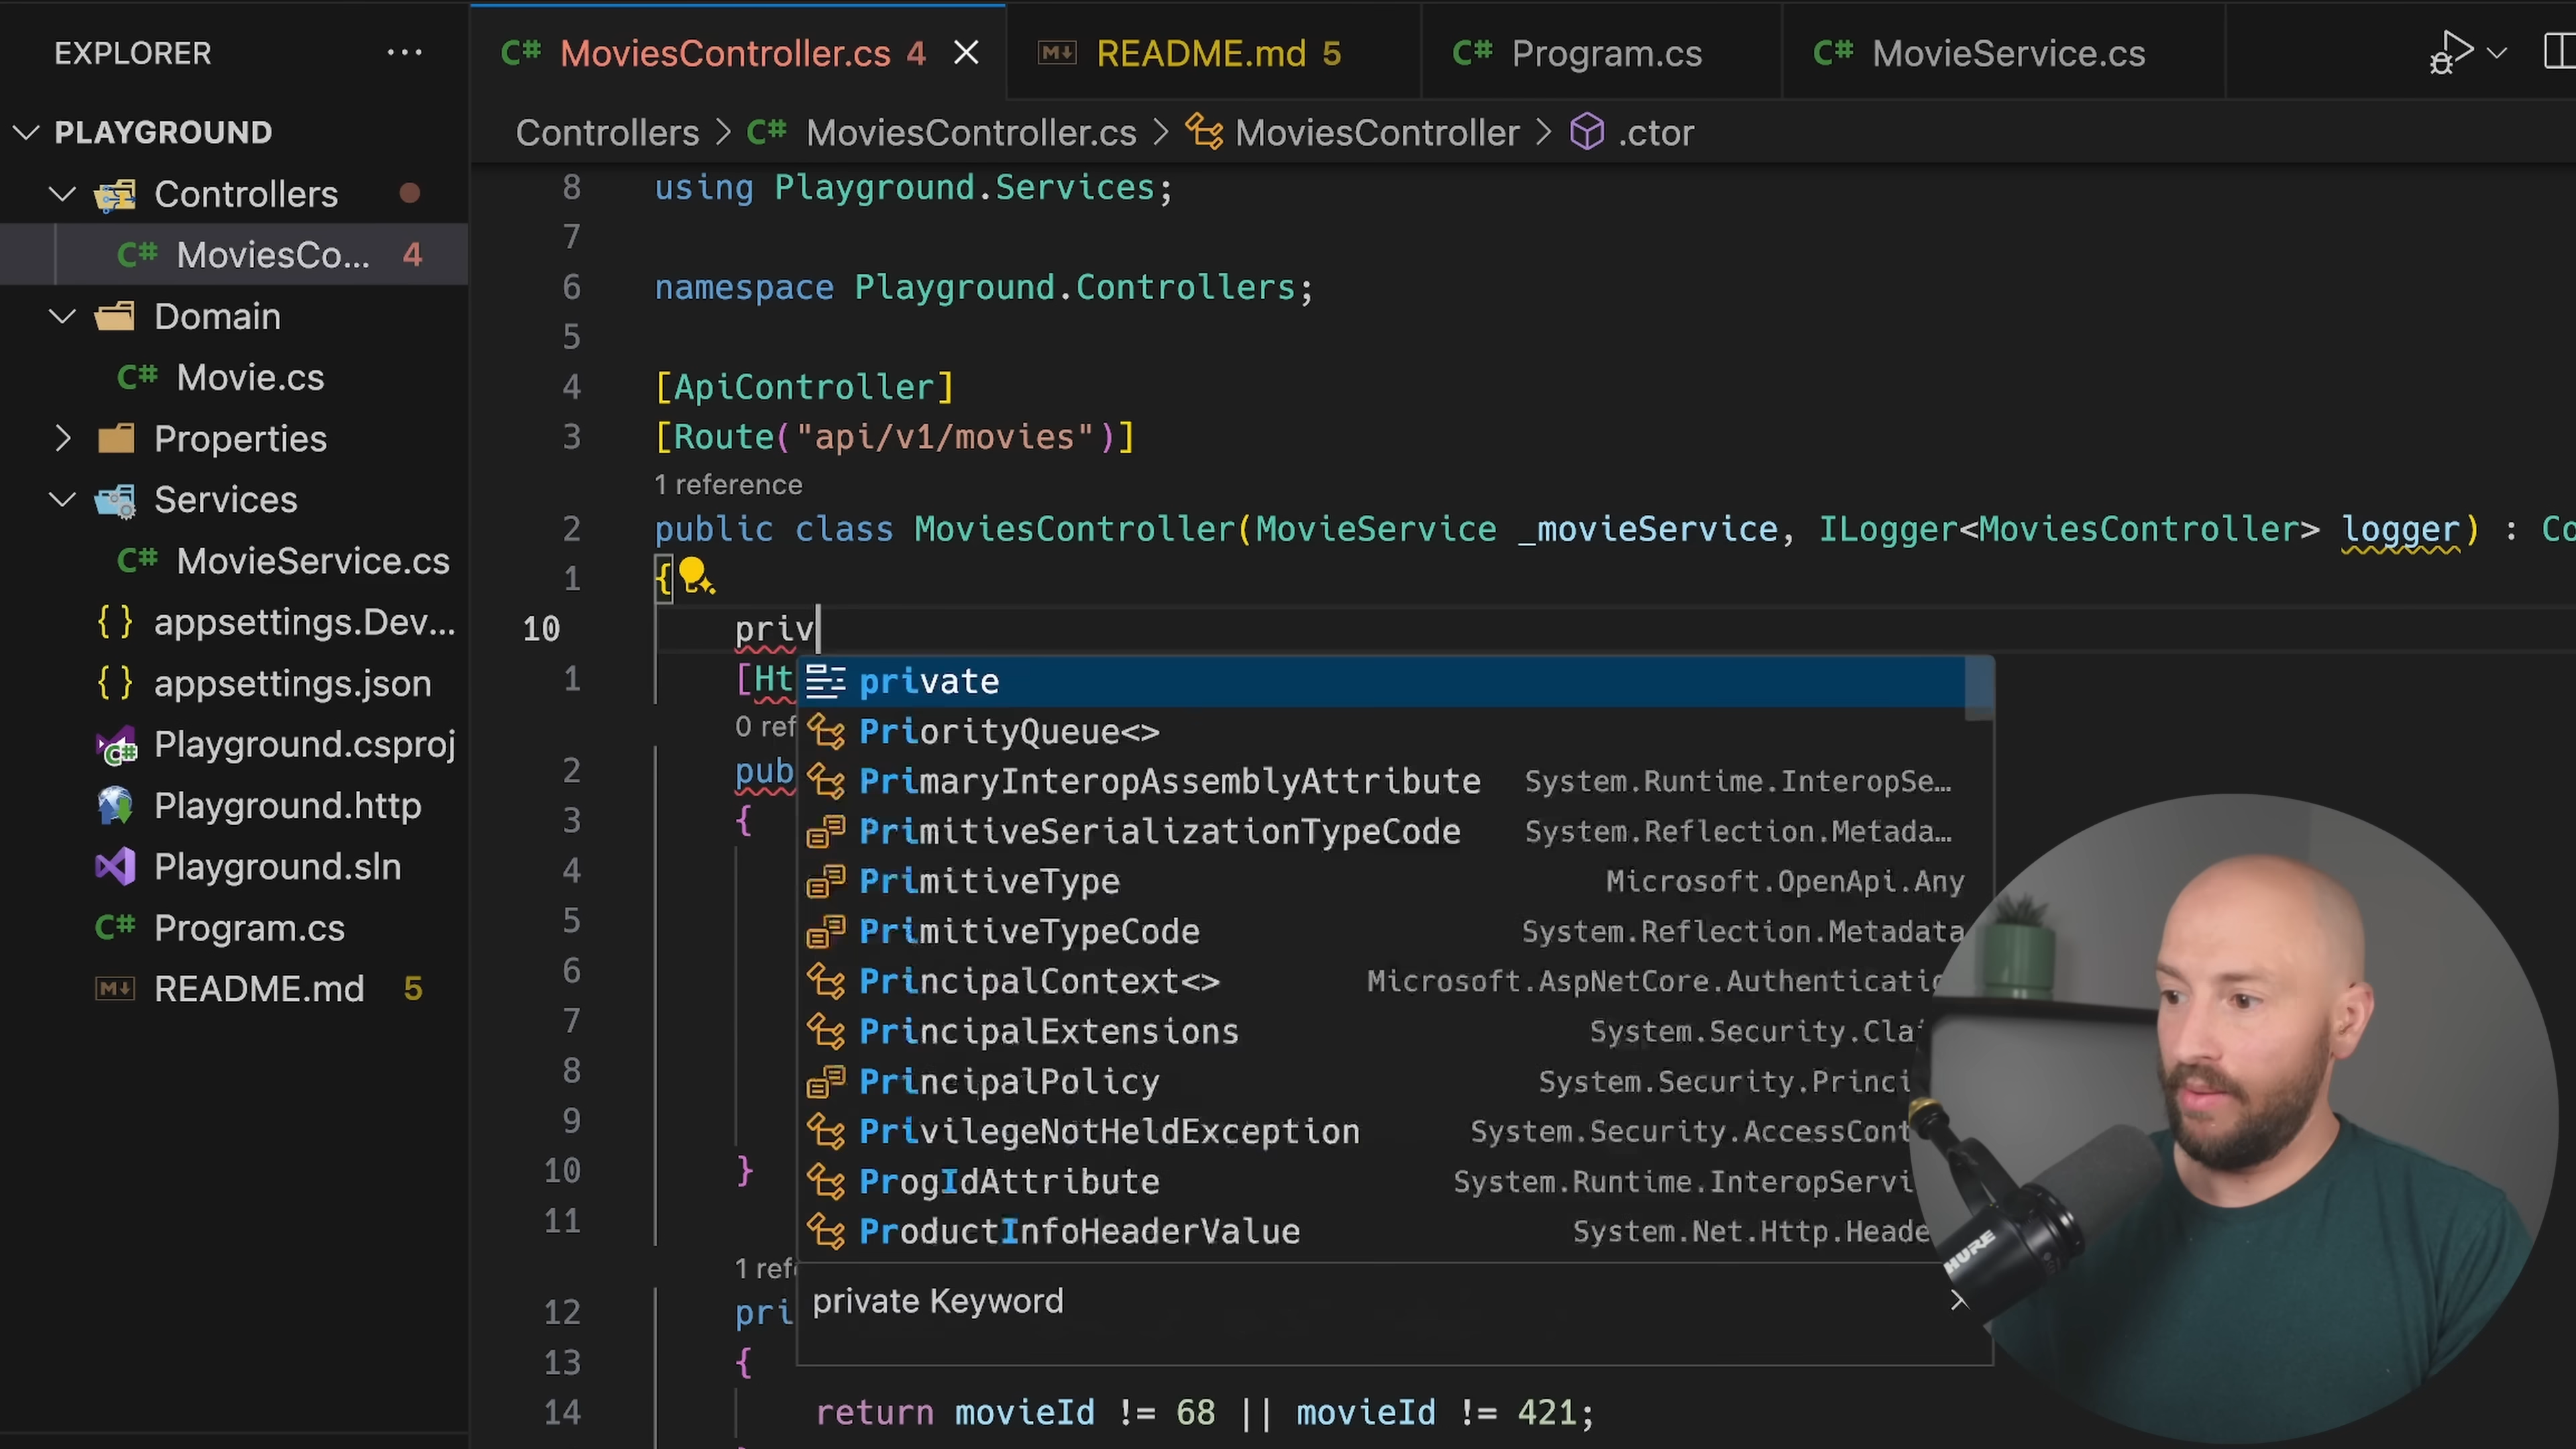 EXPLORER ···
PLAYGROUND
Controllers
C# MoviesCo... 4
Domain
C# Movie.cs
Properties
Services
C# MovieService.cs
{ } appsettings.Dev...
{ } appsettings.json
Playground.csproj
Playground.http
Playground.sln
C# Program.cs
M↓ README.md 5
C# MoviesController.cs 4
M↓ README.md 5
C# Program.cs
C# MovieService.cs
Controllers > C# MoviesController.cs > MoviesController > .ctor
8 using Playground.Services;
7
6 namespace Playground.Controllers;
5
4 [ApiController]
3 [Route("api/v1/movies")]
1 reference
2 public class MoviesController(MovieService _movieService, ILogger<MoviesController> logger) : Co
1 {
10 priv
1 [Ht
0 ref
2 pub
3 {
4
5
6
7
8
9
10 }
11
1 ref
12 pri
13 {
14 return movieId != 68 || movieId != 421;
private
PriorityQueue<>
PrimaryInteropAssemblyAttribute System.Runtime.InteropSe...
PrimitiveSerializationTypeCode System.Reflection.Metada...
PrimitiveType Microsoft.OpenApi.Any
PrimitiveTypeCode System.Reflection.Metadata
PrincipalContext<> Microsoft.AspNetCore.Authenticatio
PrincipalExtensions System.Security.Clai
PrincipalPolicy System.Security.Princi
PrivilegeNotHeldException System.Security.AccessCont
ProgIdAttribute System.Runtime.InteropServi
ProductInfoHeaderValue System.Net.Http.Heade
private Keyword
HURE